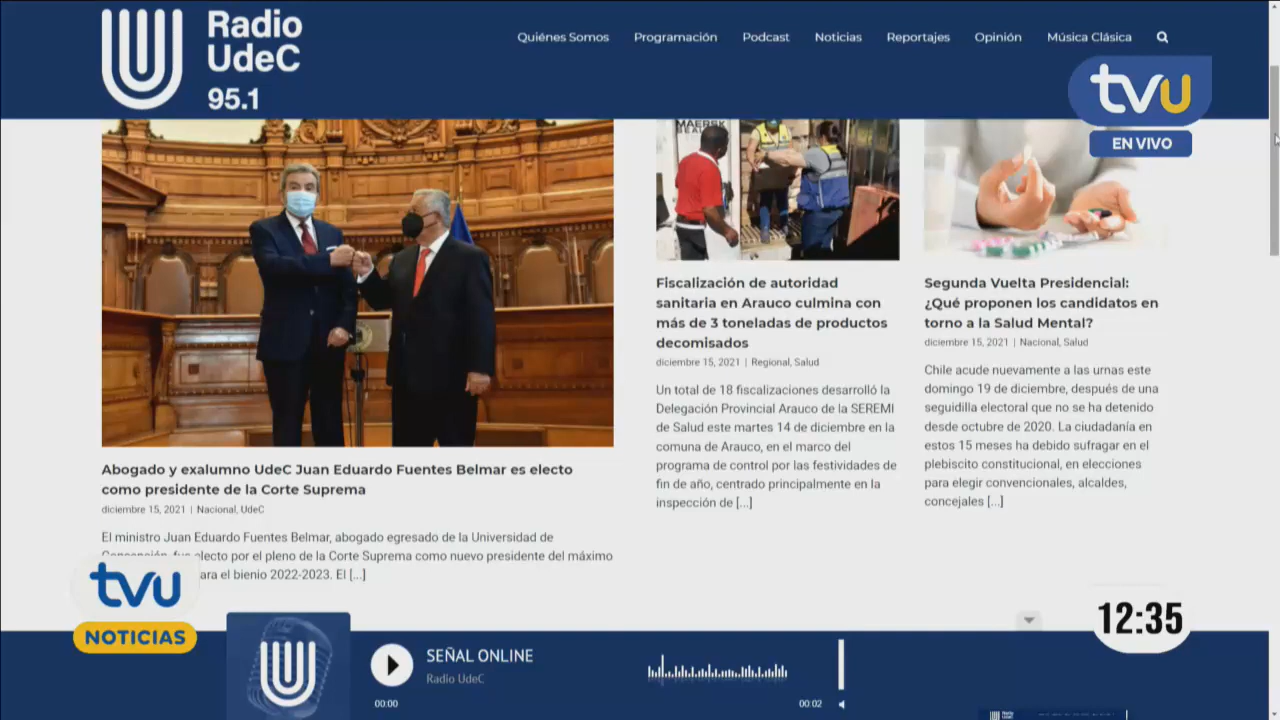 Radio
UdeC
95.1
Quiénes Somos
Programación
Podcast
Noticias
Reportajes
Opinión
Música Clásica
tvu
EN VIVO
MAERSK
SEALAND
Abogado y exalumno UdeC Juan Eduardo Fuentes Belmar es electo
como presidente de la Corte Suprema
diciembre 15, 2021 | Nacional, UdeC
El ministro Juan Eduardo Fuentes Belmar, abogado egresado de la Universidad de
Concepción, fue electo por el pleno de la Corte Suprema como nuevo presidente del máximo
ara el bienio 2022-2023. El [...]
Fiscalización de autoridad
sanitaria en Arauco culmina con
más de 3 toneladas de productos
decomisados
diciembre 15, 2021 | Regional, Salud
Un total de 18 fiscalizaciones desarrolló la
Delegación Provincial Arauco de la SEREMI
de Salud este martes 14 de diciembre en la
comuna de Arauco, en el marco del
programa de control por las festividades de
fin de año, centrado principalmente en la
inspección de [...]
Segunda Vuelta Presidencial:
¿Qué proponen los candidatos en
torno a la Salud Mental?
diciembre 15, 2021 | Nacional, Salud
Chile acude nuevamente a las urnas este
domingo 19 de diciembre, después de una
seguidilla electoral que no se ha detenido
desde octubre de 2020. La ciudadanía en
estos 15 meses ha debido sufragar en el
plebiscito constitucional, en elecciones
para elegir convencionales, alcaldes,
concejales [...]
tvu
NOTICIAS
12:35
SEÑAL ONLINE
Radio UdeC
00:00
00:02